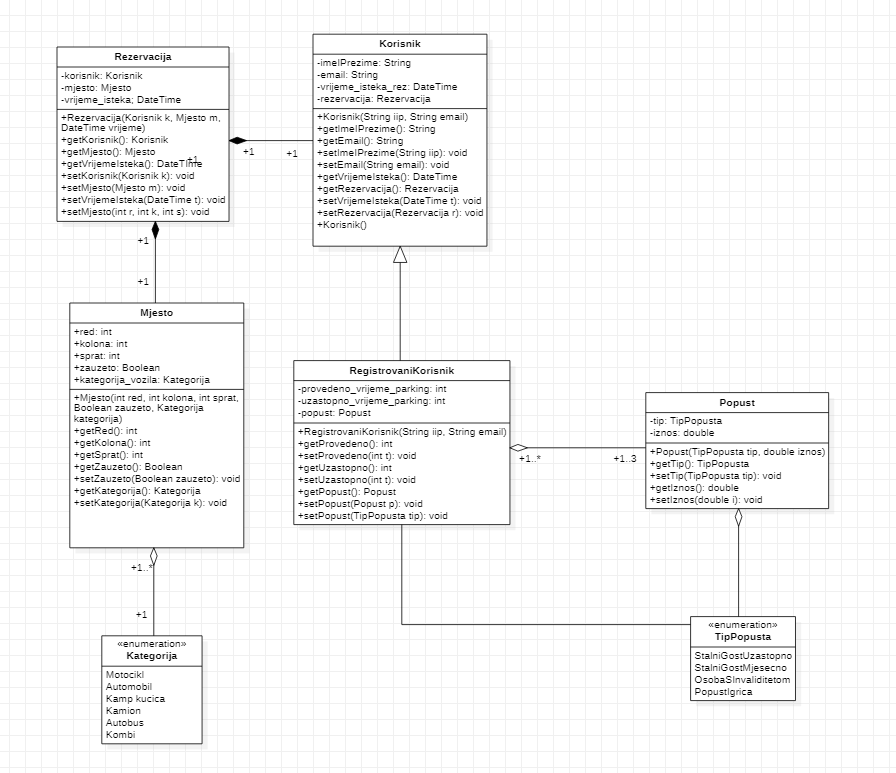 Rezervacija
-korisnik: Korisnik
-mjesto: Mjesto
-vrijeme_isteka; DateTime
+Rezervacija(Korisnik k, Mjesto m,
DateTime vrijeme)
+getKorisnik(): Korisnik
+getMjesto(): Mjesto
+getVrijemeIsteka(): DateTime
+setKorisnik(Korisnik k): void
+setMjesto(Mjesto m): void
+setVrijemeIsteka(DateTime t): void
+setMjesto(int r, int k, int s): void
+1
+1
+1
Korisnik
-imeIPrezime: String
-email: String
-vrijeme_isteka_rez: DateTime
-rezervacija: Rezervacija
+Korisnik(String iip, String email)
+getImeIPrezime(): String
+getEmail(): String
+setImeIPrezime(String iip): void
+setEmail(String email): void
+getVrijemeIsteka(): DateTime
+getRezervacija(): Rezervacija
+setVrijemeIsteka(DateTime t): void
+setRezervacija(Rezervacija r): void
+Korisnik()
+1
+1
Mjesto
+red: int
+kolona: int
+sprat: int
+zauzeto: Boolean
+kategorija_vozila: Kategorija
+Mjesto(int red, int kolona, int sprat,
Boolean zauzeto, Kategorija
kategorija)
+getRed(): int
+getKolona(): int
+getSprat(): int
+getZauzeto(): Boolean
+setZauzeto(Boolean zauzeto): void
+getKategorija(): Kategorija
+setKategorija(Kategorija k): void
RegistrovaniKorisnik
-provedeno_vrijeme_parking: int
-uzastopno_vrijeme_parking: int
-popust: Popust
+RegistrovaniKorisnik(String iip, String email)
+getProvedeno(): int
+setProvedeno(int t): void
+getUzastopno(): int
+setUzastopno(int t): void
+getPopust(): Popust
+setPopust(Popust p): void
+setPopust(TipPopusta tip): void
+1..*
+1..3
Popust
-tip: TipPopusta
-iznos: double
+Popust(TipPopusta tip, double iznos)
+getTip(): TipPopusta
+setTip(TipPopusta tip): void
+getIznos(): double
+setIznos(double i): void
+1..*
+1
«enumeration»
Kategorija
Motocikl
Automobil
Kamp kucica
Kamion
Autobus
Kombi
«enumeration»
TipPopusta
StalniGostUzastopno
StalniGostMjesecno
OsobaSInvaliditetom
PopustIgrica